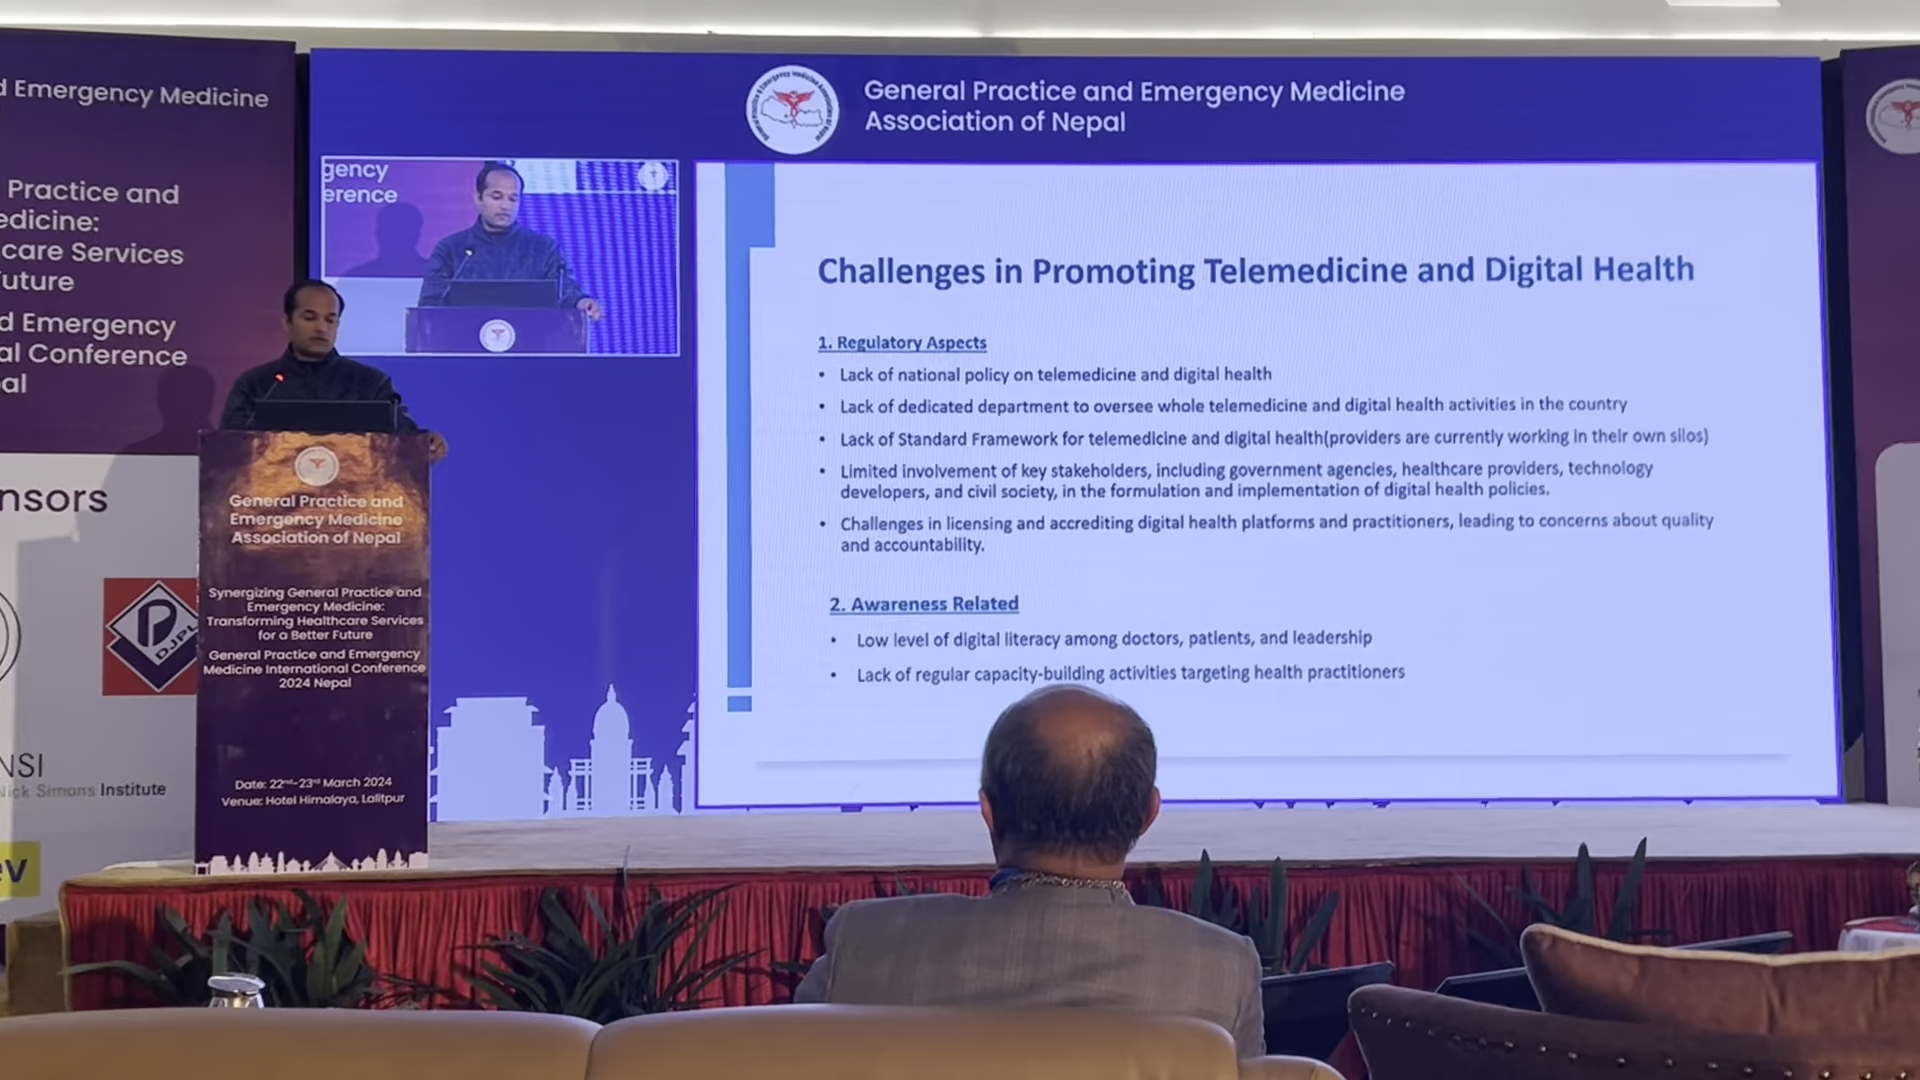 d Emergency Medicine
Practice and
edicine:
care Services
uture
d Emergency
al Conference
al
nsors
DJPL
NSI
Nick Simons Institute
ev
General Practice and Emergency Medicine
Association of Nepal
gency
erence
Challenges in Promoting Telemedicine and Digital Health
1. Regulatory Aspects
• Lack of national policy on telemedicine and digital health
• Lack of dedicated department to oversee whole telemedicine and digital health activities in the country
• Lack of Standard Framework for telemedicine and digital health(providers are currently working in their own silos)
• Limited involvement of key stakeholders, including government agencies, healthcare providers, technology
developers, and civil society, in the formulation and implementation of digital health policies.
• Challenges in licensing and accrediting digital health platforms and practitioners, leading to concerns about quality
and accountability.
2. Awareness Related
• Low level of digital literacy among doctors, patients, and leadership
• Lack of regular capacity-building activities targeting health practitioners
General Practice and
Emergency Medicine
Association of Nepal
Synergizing General Practice and
Emergency Medicine:
Transforming Healthcare Services
for a Better Future
General Practice and Emergency
Medicine International Conference
2024 Nepal
Date: 22nd-23rd March 2024
Venue: Hotel Himalaya, Lalitpur